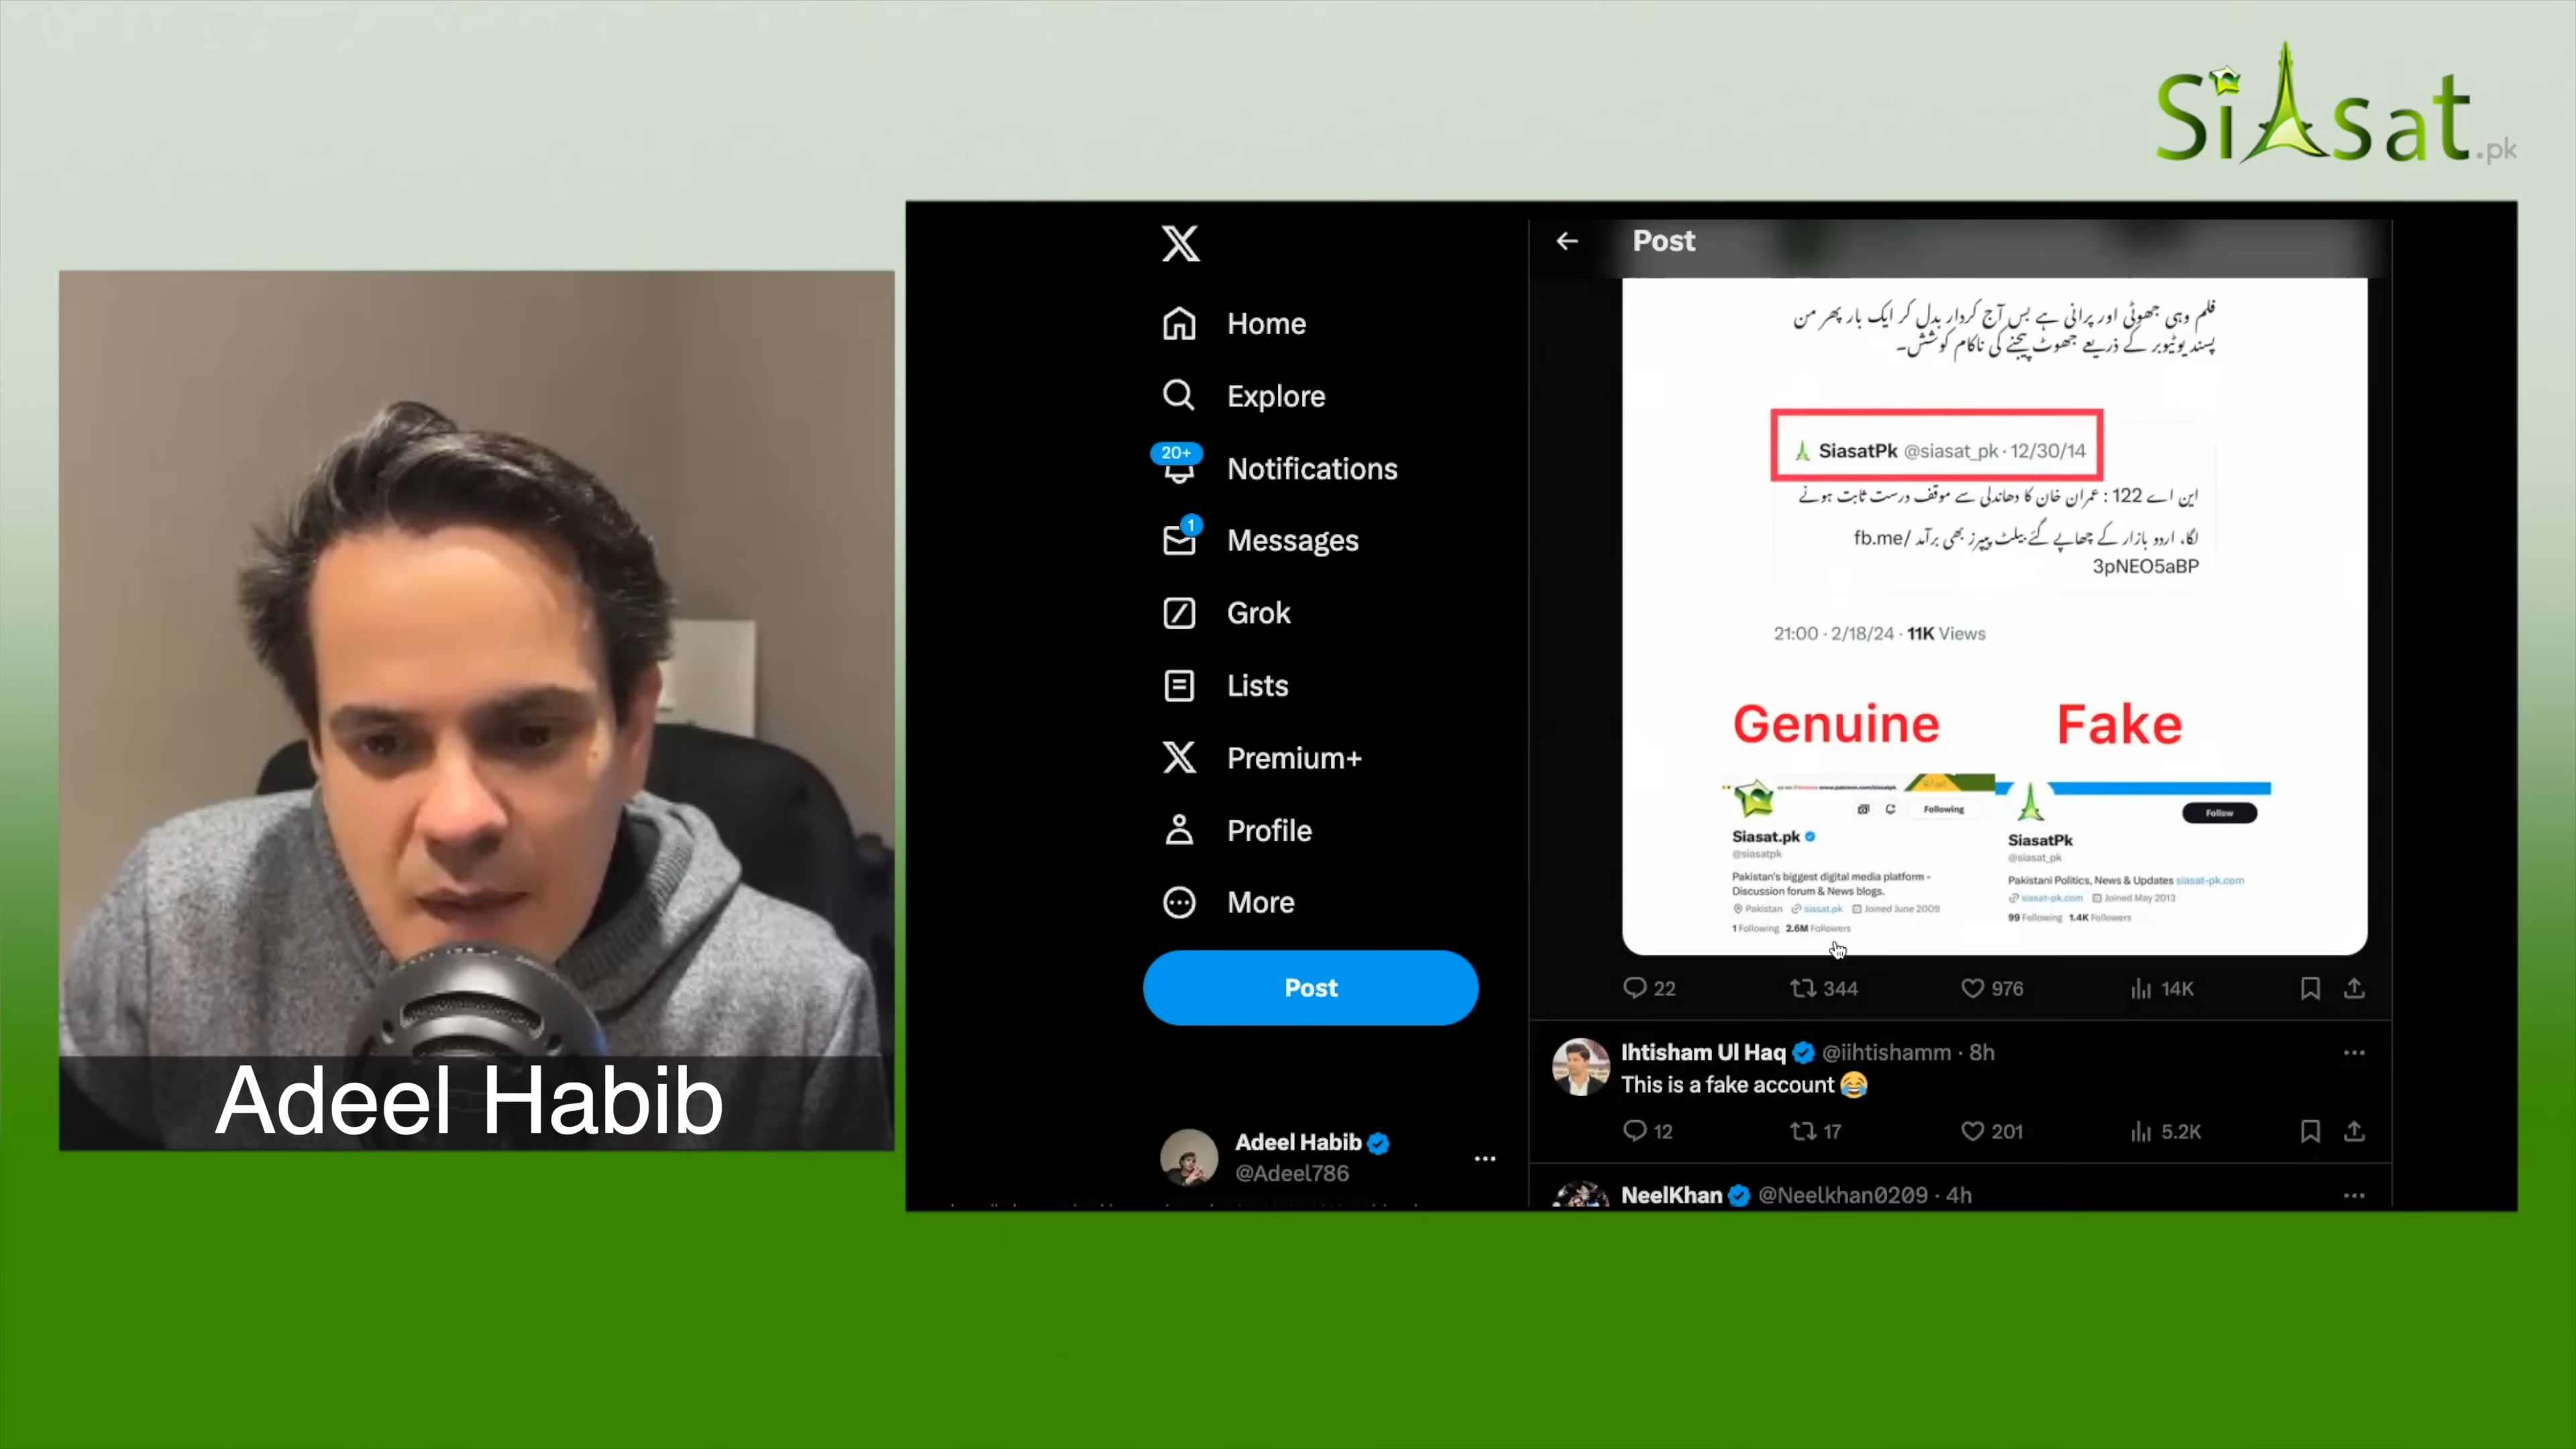 SiAsat.pk
Adeel Habib
Home
Explore
20+
Notifications
1
Messages
Grok
Lists
Premium+
Profile
More
Post
Adeel Habib
@Adeel786
Post
فلم وہی جھوٹی اور پرانی ہے بس آج کردار بدل کر ایک بار پھر من
پسند یوٹیوبر کے ذریعے جھوٹ بیچنے کی ناکام کوشش۔
SiasatPk @siasat_pk · 12/30/14
این اے 122 : عمران خان کا دھاندلی سے موقف درست ثابت ہونے
لگا، اردو بازار کے چھاپے گئے بیلٹ پیپرز بھی برآمد fb.me/
3pNEO5aBP
21:00 · 2/18/24 · 11K Views
Genuine
Fake
www.patreon.com/siasatpk
Following
Siasat.pk
@siasatpk
Pakistan's biggest digital media platform -
Discussion forum & News blogs.
Pakistan siasat.pk Joined June 2009
1 Following 2.6M Followers
Follow
SiasatPk
@siasat_pk
Pakistani Politics, News & Updates siasat-pk.com
siasat-pk.com Joined May 2013
99 Following 1.4K Followers
22 344 976 14K
Ihtisham Ul Haq @iihtishamm · 8h
This is a fake account 😂
12 17 201 5.2K
NeelKhan @Neelkhan0209 · 4h